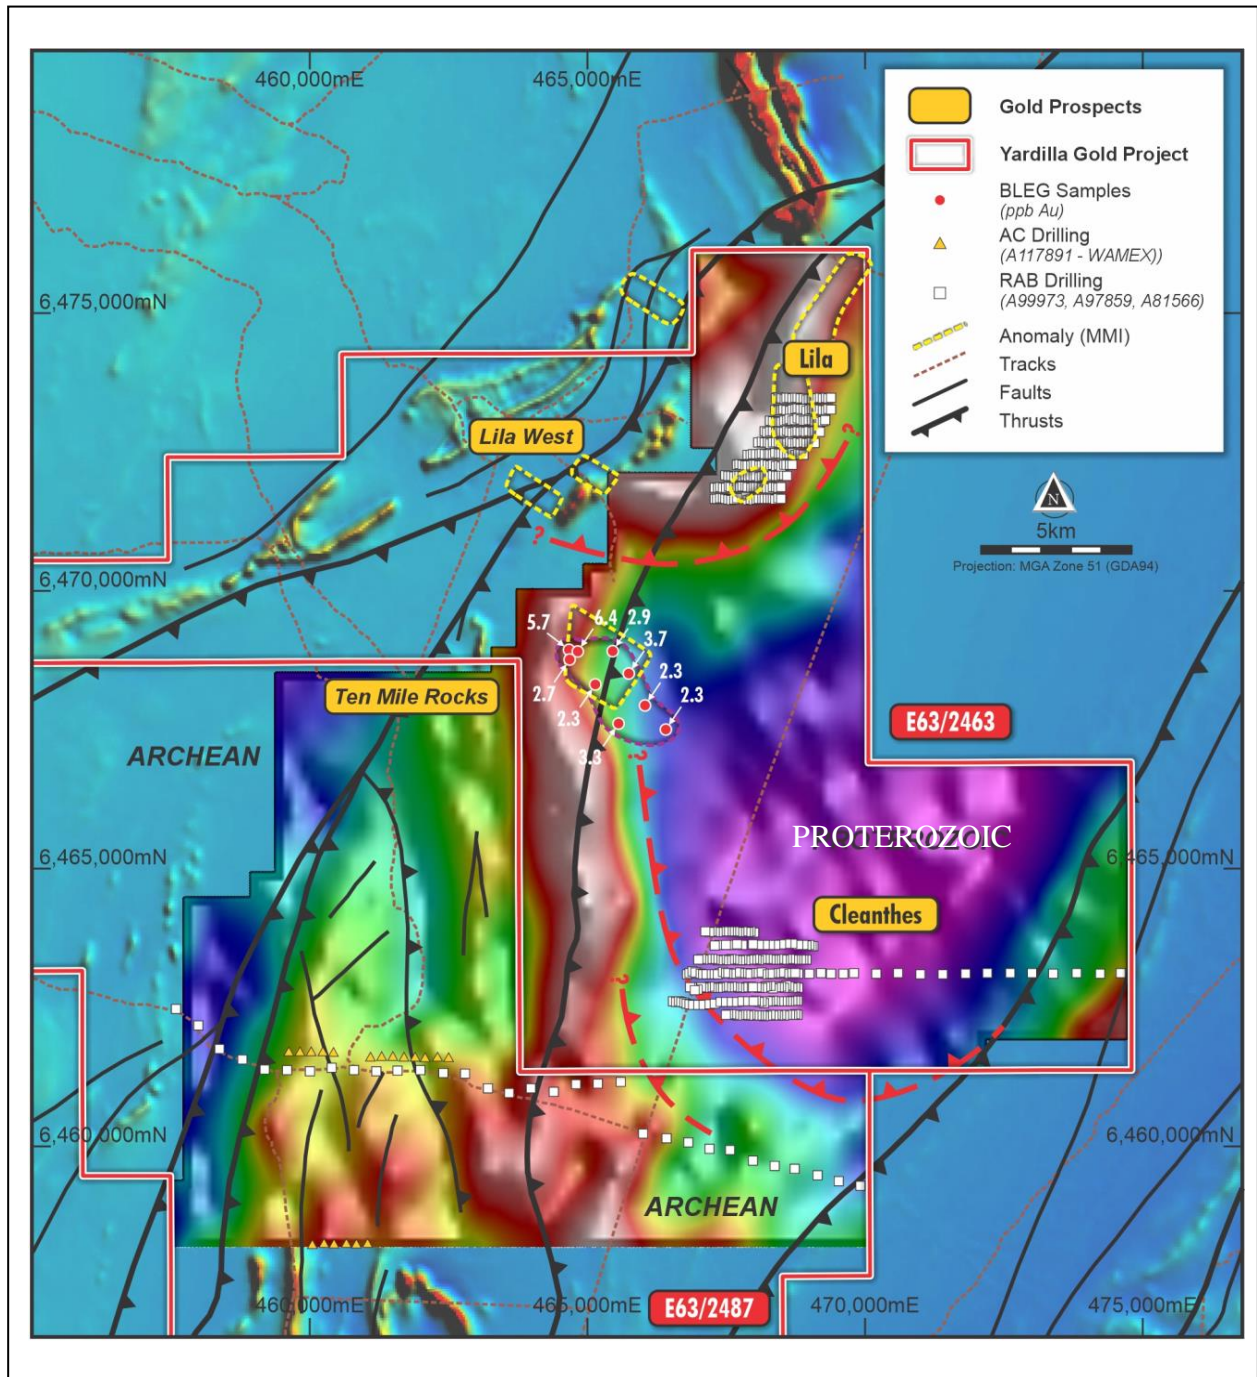 460,000mE
465,000mE
Gold Prospects
Yardilla Gold Project
BLEG Samples
(ppb Au)
AC Drilling
(A117891 - WAMEX))
RAB Drilling
(A99973, A97859, A81566)
Anomaly (MMI)
Tracks
Faults
Thrusts
6,475,000mN
Lila
Lila West
?
?
N
5km
Projection: MGA Zone 51 (GDA94)
6,470,000mN
5.7
6.4
2.9
3.7
2.3
2.3
2.7
2.3
3.3
Ten Mile Rocks
E63/2463
ARCHEAN
?
PROTEROZOIC
6,465,000mN
6,465,000mN
Cleanthes
?
6,460,000mN
6,460,000mN
ARCHEAN
460,000mE
465,000mE
E63/2487
470,000mE
475,000mE